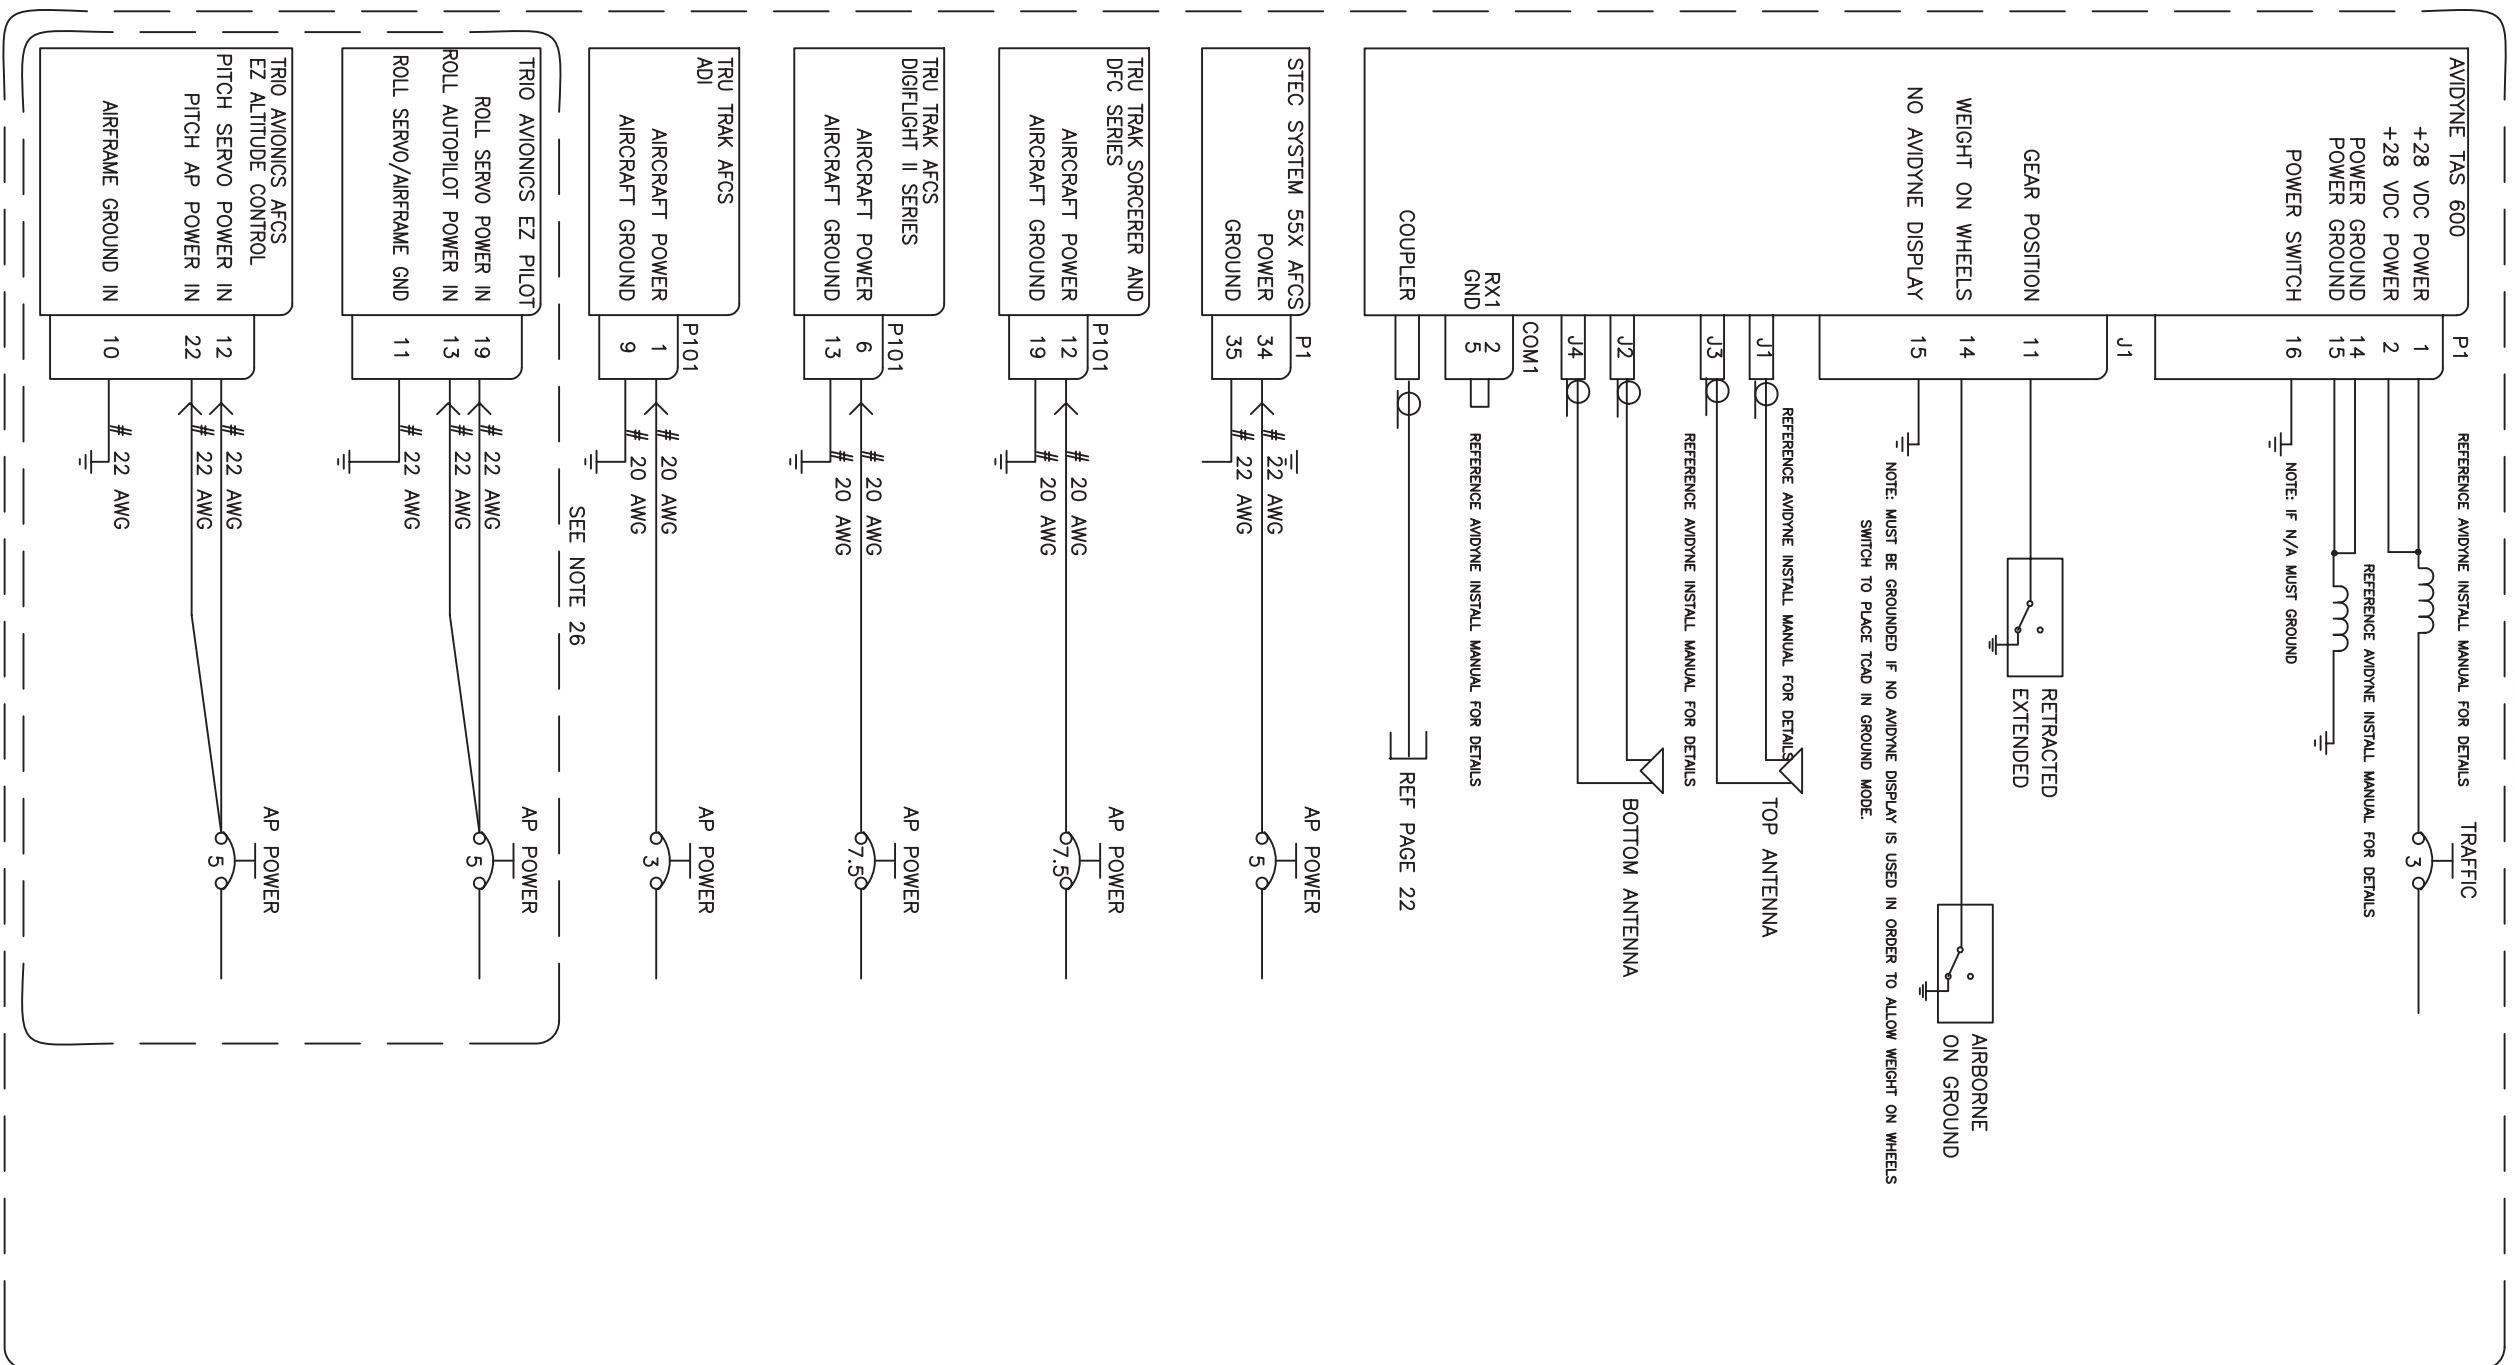 AVIDYNE TAS 600
+28 VDC POWER
+28 VDC POWER
POWER GROUND
POWER GROUND
POWER SWITCH
P1
1
2
14
15
16
REFERENCE AVIDYNE INSTALL MANUAL FOR DETAILS
TRAFFIC
3
REFERENCE AVIDYNE INSTALL MANUAL FOR DETAILS
NOTE: IF N/A MUST GROUND
J1
GEAR POSITION
11
RETRACTED
EXTENDED
WEIGHT ON WHEELS
14
AIRBORNE
ON GROUND
NO AVIDYNE DISPLAY
15
NOTE: MUST BE GROUNDED IF NO AVIDYNE DISPLAY IS USED IN ORDER TO ALLOW WEIGHT ON WHEELS
SWITCH TO PLACE TCAD IN GROUND MODE.
J1
REFERENCE AVIDYNE INSTALL MANUAL FOR DETAILS
TOP ANTENNA
J3
REFERENCE AVIDYNE INSTALL MANUAL FOR DETAILS
J2
BOTTOM ANTENNA
J4
COM1
RX1
GND
2
5
REFERENCE AVIDYNE INSTALL MANUAL FOR DETAILS
COUPLER
REF PAGE 22
STEC SYSTEM 55X AFCS
POWER
GROUND
P1
34
35
# 22 AWG
# 22 AWG
AP POWER
5
TRU TRAK SORCERER AND
DFC SERIES
AIRCRAFT POWER
AIRCRAFT GROUND
P101
12
19
# 20 AWG
# 20 AWG
AP POWER
7.5
TRU TRAK AFCS
DIGIFLIGHT II SERIES
AIRCRAFT POWER
AIRCRAFT GROUND
P101
6
13
# 20 AWG
# 20 AWG
AP POWER
7.5
TRU TRAK AFCS
ADI
AIRCRAFT POWER
AIRCRAFT GROUND
P101
1
9
# 20 AWG
# 20 AWG
AP POWER
3
SEE NOTE 26
TRIO AVIONICS EZ PILOT
ROLL SERVO POWER IN
ROLL AUTOPILOT POWER IN
ROLL SERVO/AIRFRAME GND
19
13
11
# 22 AWG
# 22 AWG
# 22 AWG
AP POWER
5
TRIO AVIONICS AFCS
EZ ALTITUDE CONTROL
PITCH SERVO POWER IN
PITCH AP POWER IN
AIRFRAME GROUND IN
12
22
10
# 22 AWG
# 22 AWG
# 22 AWG
AP POWER
5